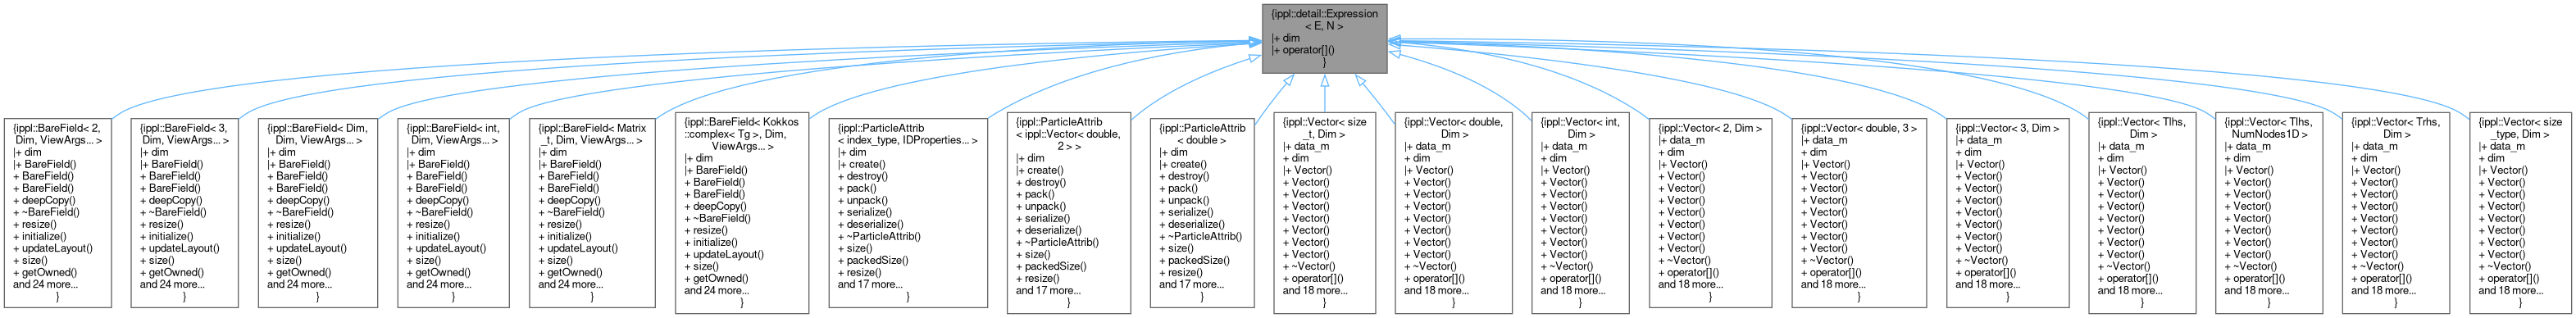 {ippl::detail::Expression
< E, N >
|+ dim
|+ operator[]()
}
{ippl::BareField< 2,
Dim, ViewArgs... >
|+ dim
|+ BareField()
+ BareField()
+ BareField()
+ deepCopy()
+ ~BareField()
+ resize()
+ initialize()
+ updateLayout()
+ size()
+ getOwned()
and 24 more...
}
{ippl::BareField< 3,
Dim, ViewArgs... >
|+ dim
|+ BareField()
+ BareField()
+ BareField()
+ deepCopy()
+ ~BareField()
+ resize()
+ initialize()
+ updateLayout()
+ size()
+ getOwned()
and 24 more...
}
{ippl::BareField< Dim,
Dim, ViewArgs... >
|+ dim
|+ BareField()
+ BareField()
+ BareField()
+ deepCopy()
+ ~BareField()
+ resize()
+ initialize()
+ updateLayout()
+ size()
+ getOwned()
and 24 more...
}
{ippl::BareField< int,
Dim, ViewArgs... >
|+ dim
|+ BareField()
+ BareField()
+ BareField()
+ deepCopy()
+ ~BareField()
+ resize()
+ initialize()
+ updateLayout()
+ size()
+ getOwned()
and 24 more...
}
{ippl::BareField< Matrix
_t, Dim, ViewArgs... >
|+ dim
|+ BareField()
+ BareField()
+ BareField()
+ deepCopy()
+ ~BareField()
+ resize()
+ initialize()
+ updateLayout()
+ size()
+ getOwned()
and 24 more...
}
{ippl::BareField< Kokkos
::complex< Tg >, Dim,
ViewArgs... >
|+ dim
|+ BareField()
+ BareField()
+ BareField()
+ deepCopy()
+ ~BareField()
+ resize()
+ initialize()
+ updateLayout()
+ size()
+ getOwned()
and 24 more...
}
{ippl::ParticleAttrib
< index_type, IDProperties... >
|+ dim
|+ create()
+ destroy()
+ pack()
+ unpack()
+ serialize()
+ deserialize()
+ ~ParticleAttrib()
+ size()
+ packedSize()
+ resize()
and 17 more...
}
{ippl::ParticleAttrib
< ippl::Vector< double,
2 > >
|+ dim
|+ create()
+ destroy()
+ pack()
+ unpack()
+ serialize()
+ deserialize()
+ ~ParticleAttrib()
+ size()
+ packedSize()
+ resize()
and 17 more...
}
{ippl::ParticleAttrib
< double >
|+ dim
|+ create()
+ destroy()
+ pack()
+ unpack()
+ serialize()
+ deserialize()
+ ~ParticleAttrib()
+ size()
+ packedSize()
+ resize()
and 17 more...
}
{ippl::Vector< size
_t, Dim >
|+ data_m
+ dim
|+ Vector()
+ Vector()
+ Vector()
+ Vector()
+ Vector()
+ Vector()
+ Vector()
+ Vector()
+ ~Vector()
+ operator[]()
and 18 more...
}
{ippl::Vector< double,
Dim >
|+ data_m
+ dim
|+ Vector()
+ Vector()
+ Vector()
+ Vector()
+ Vector()
+ Vector()
+ Vector()
+ Vector()
+ ~Vector()
+ operator[]()
and 18 more...
}
{ippl::Vector< int,
Dim >
|+ data_m
+ dim
|+ Vector()
+ Vector()
+ Vector()
+ Vector()
+ Vector()
+ Vector()
+ Vector()
+ Vector()
+ ~Vector()
+ operator[]()
and 18 more...
}
{ippl::Vector< 2, Dim >
|+ data_m
+ dim
|+ Vector()
+ Vector()
+ Vector()
+ Vector()
+ Vector()
+ Vector()
+ Vector()
+ Vector()
+ ~Vector()
+ operator[]()
and 18 more...
}
{ippl::Vector< double, 3 >
|+ data_m
+ dim
|+ Vector()
+ Vector()
+ Vector()
+ Vector()
+ Vector()
+ Vector()
+ Vector()
+ Vector()
+ ~Vector()
+ operator[]()
and 18 more...
}
{ippl::Vector< 3, Dim >
|+ data_m
+ dim
|+ Vector()
+ Vector()
+ Vector()
+ Vector()
+ Vector()
+ Vector()
+ Vector()
+ Vector()
+ ~Vector()
+ operator[]()
and 18 more...
}
{ippl::Vector< Tlhs,
Dim >
|+ data_m
+ dim
|+ Vector()
+ Vector()
+ Vector()
+ Vector()
+ Vector()
+ Vector()
+ Vector()
+ Vector()
+ ~Vector()
+ operator[]()
and 18 more...
}
{ippl::Vector< Tlhs,
NumNodes1D >
|+ data_m
+ dim
|+ Vector()
+ Vector()
+ Vector()
+ Vector()
+ Vector()
+ Vector()
+ Vector()
+ Vector()
+ ~Vector()
+ operator[]()
and 18 more...
}
{ippl::Vector< Trhs,
Dim >
|+ data_m
+ dim
|+ Vector()
+ Vector()
+ Vector()
+ Vector()
+ Vector()
+ Vector()
+ Vector()
+ Vector()
+ ~Vector()
+ operator[]()
and 18 more...
}
{ippl::Vector< size
_type, Dim >
|+ data_m
+ dim
|+ Vector()
+ Vector()
+ Vector()
+ Vector()
+ Vector()
+ Vector()
+ Vector()
+ Vector()
+ ~Vector()
+ operator[]()
and 18 more...
}